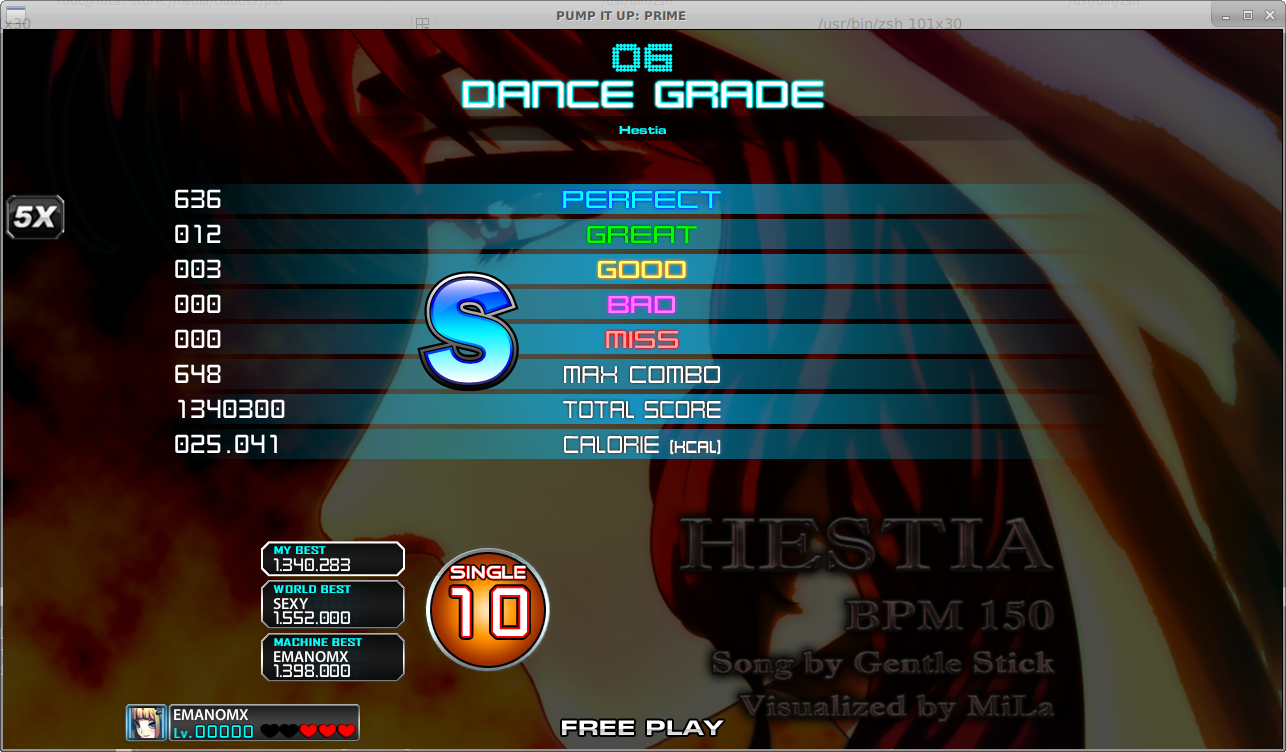 PUMP IT UP: PRIME
x30
/usr/bin/zsh 101x30
06
DANCE GRADE
Hestia
5X
636 PERFECT
012 GREAT
003 GOOD
000 BAD
000 MISS
648 MAX COMBO
1340300 TOTAL SCORE
025.041 CALORIE (KCAL)
S
HESTIA
BPM 150
Song by Gentle Stick
Visualized by MiLa
MY BEST
1.340.283
WORLD BEST
SEXY
1.552.000
MACHINE BEST
EMANOMX
1.398.000
SINGLE
10
EMANOMX
Lv.00000
FREE PLAY